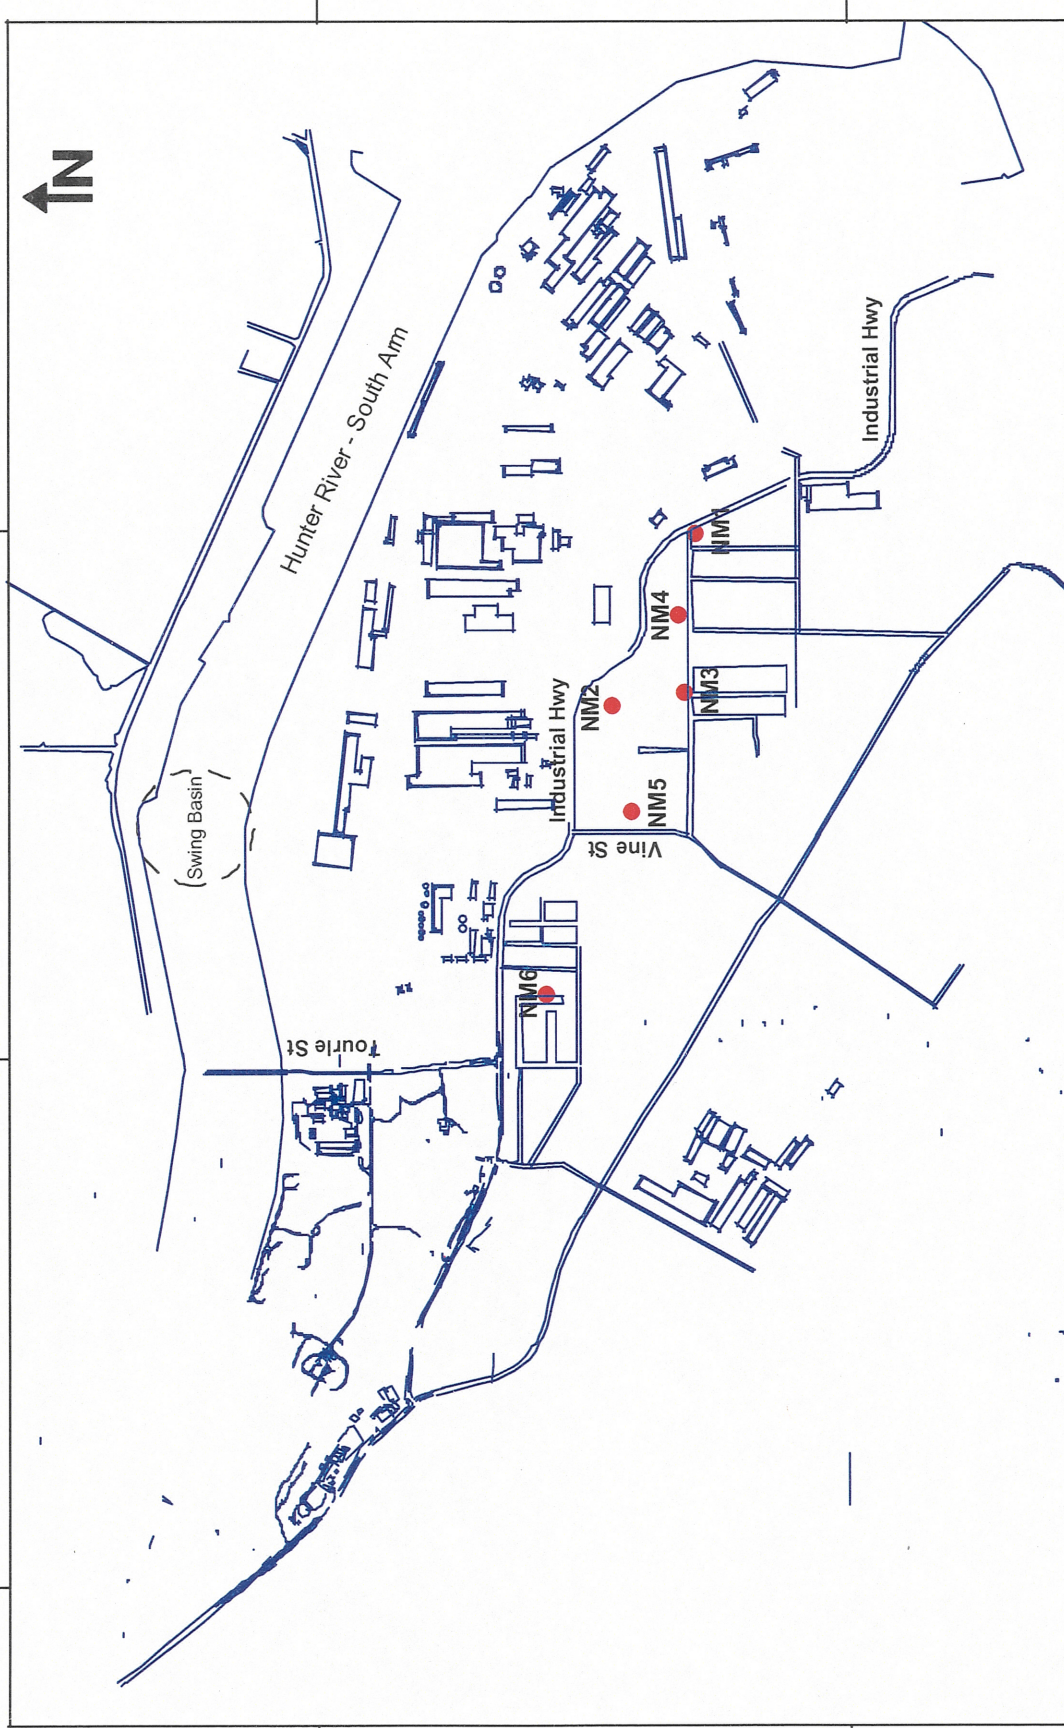 N
Hunter River - South Arm
Swing Basin
Industrial Hwy
Industrial Hwy
Tourle St
Vine St
NM1
NM4
NM3
NM2
NM5
NM6